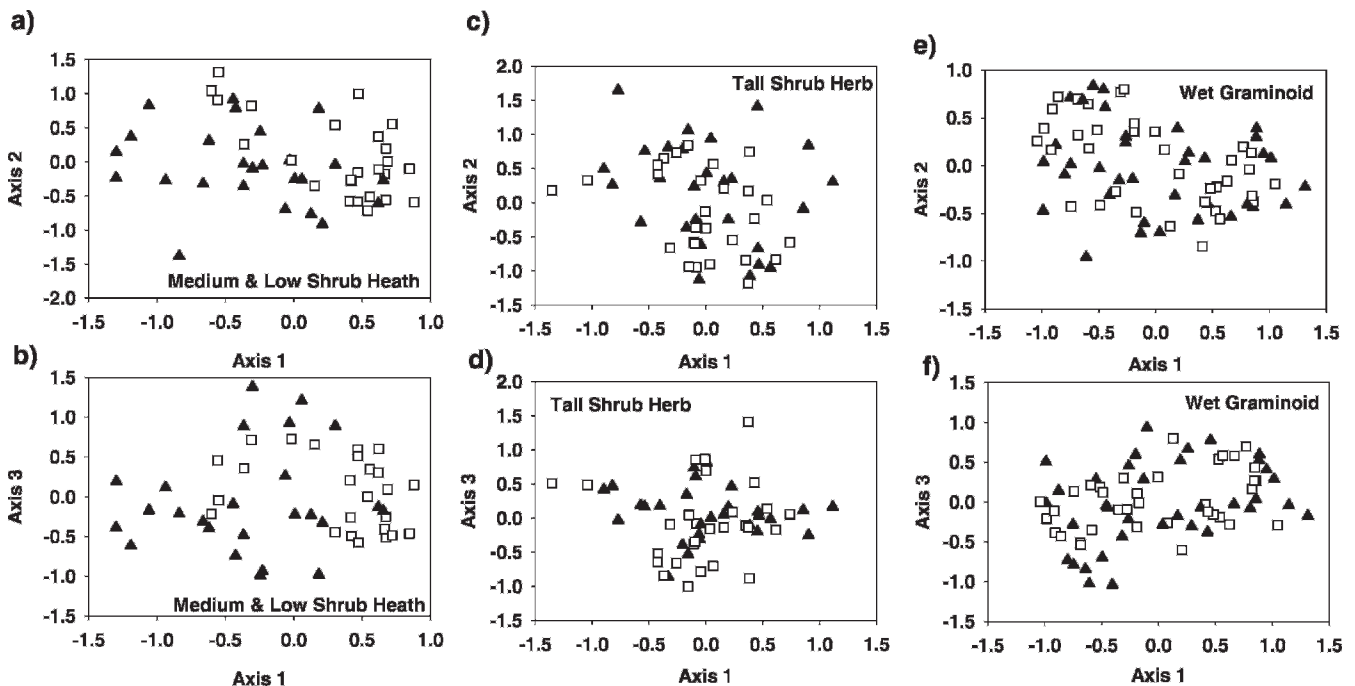 a)
1.5
1.0
0.5
0.0
-0.5
-1.0
-1.5
-2.0
Axis 2
Medium & Low Shrub Heath
-1.5 -1.0 -0.5 0.0 0.5 1.0
Axis 1
b)
1.5
1.0
0.5
0.0
-0.5
-1.0
-1.5
Axis 3
Medium & Low Shrub Heath
-1.5 -1.0 -0.5 0.0 0.5 1.0
Axis 1
c)
2.0
1.5
1.0
0.5
0.0
-0.5
-1.0
-1.5
Axis 2
Tall Shrub Herb
-1.5 -1.0 -0.5 0.0 0.5 1.0 1.5
Axis 1
d)
2.0
1.5
1.0
0.5
0.0
-0.5
-1.0
-1.5
Axis 3
Tall Shrub Herb
-1.5 -1.0 -0.5 0.0 0.5 1.0 1.5
Axis 1
e)
1.0
0.5
0.0
-0.5
-1.0
-1.5
Axis 2
Wet Graminoid
-1.5 -1.0 -0.5 0.0 0.5 1.0 1.5
Axis 1
f)
1.5
1.0
0.5
0.0
-0.5
-1.0
-1.5
Axis 3
Wet Graminoid
-1.5 -1.0 -0.5 0.0 0.5 1.0 1.5
Axis 1